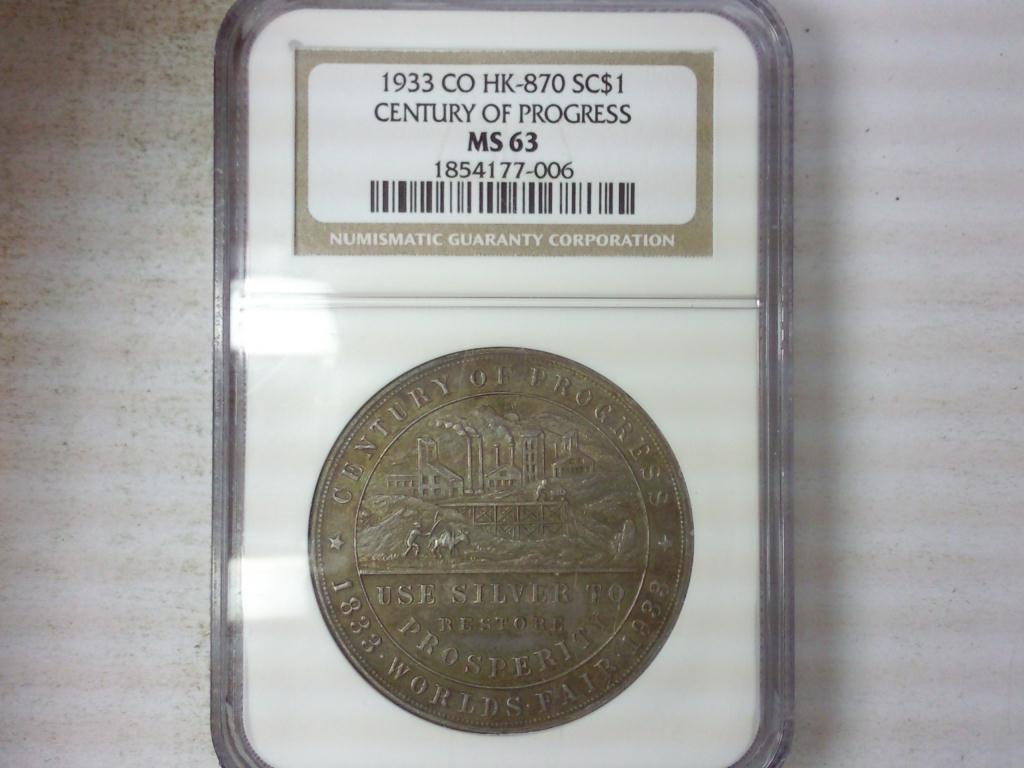 1933 CO HK-870 SC$1
CENTURY OF PROGRESS
MS 63
1854177-006
NUMISMATIC GUARANTY CORPORATION
★ CENTURY OF PROGRESS ★
USE SILVER TO
RESTORE
PROSPERITY
1833·WORLDS·FAIR·1933